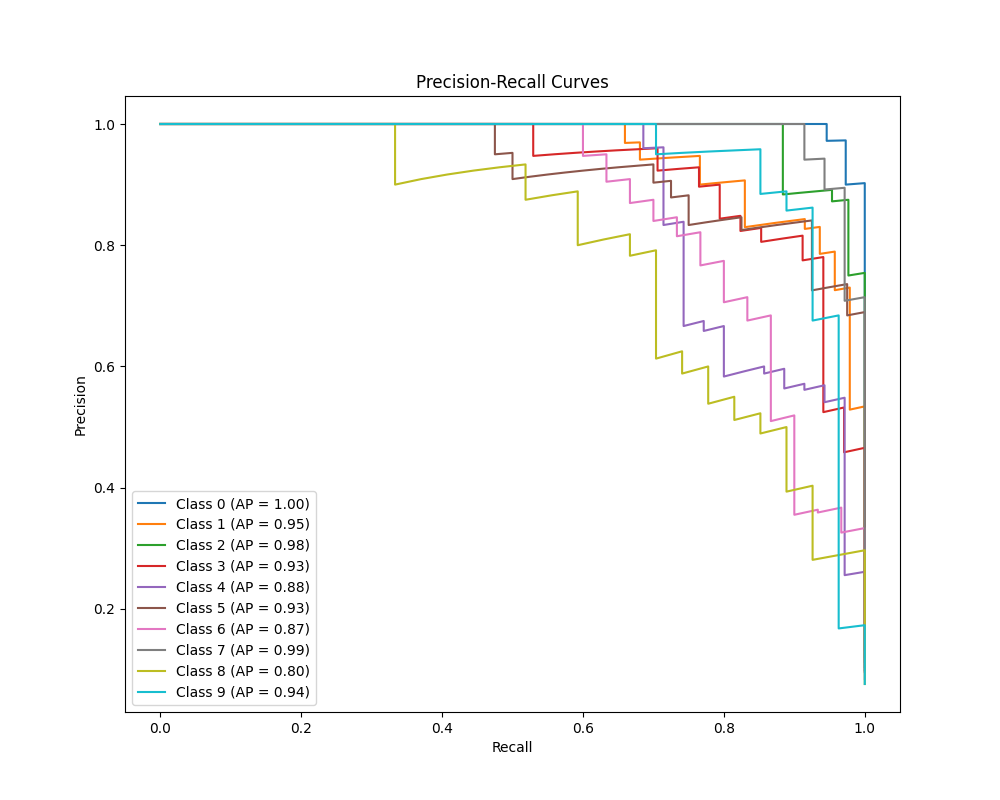 Precision-Recall Curves
1.0
0.8
0.6
0.4
0.2
Precision
Class 0 (AP = 1.00)
Class 1 (AP = 0.95)
Class 2 (AP = 0.98)
Class 3 (AP = 0.93)
Class 4 (AP = 0.88)
Class 5 (AP = 0.93)
Class 6 (AP = 0.87)
Class 7 (AP = 0.99)
Class 8 (AP = 0.80)
Class 9 (AP = 0.94)
0.0 0.2 0.4 0.6 0.8 1.0
Recall